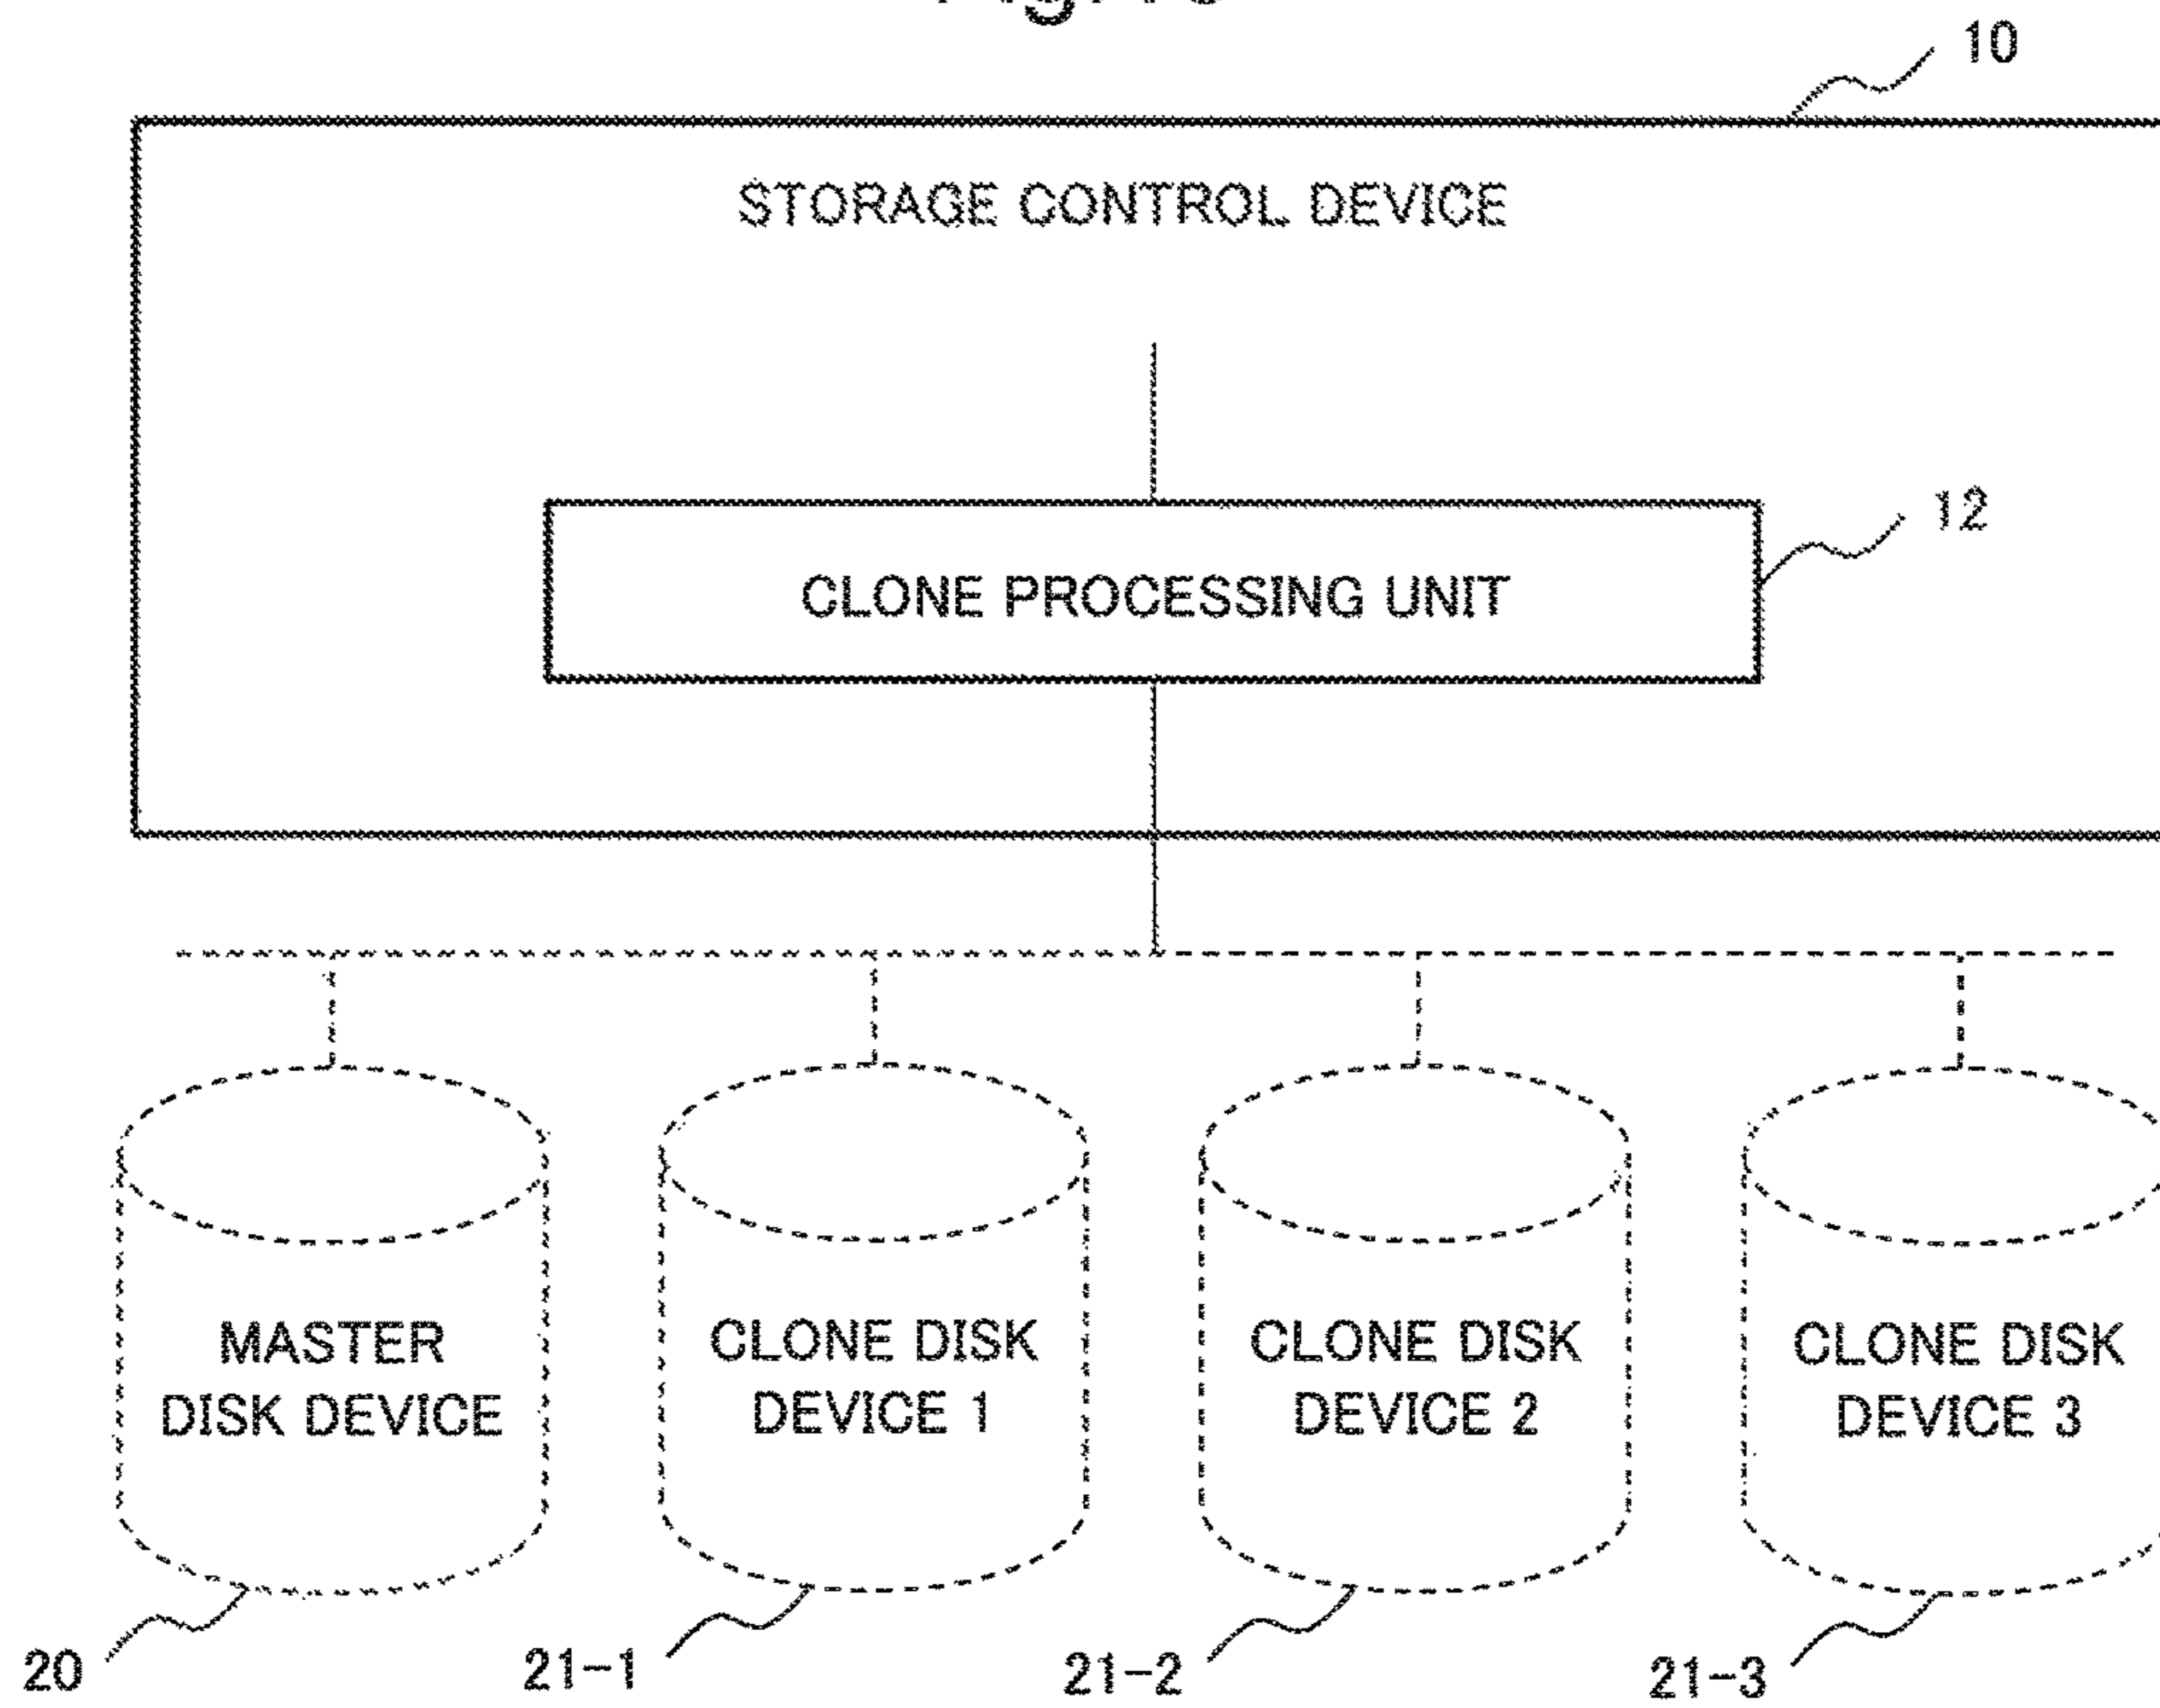 10
STORAGE CONTROL DEVICE
12
CLONE PROCESSING UNIT
MASTER
DISK DEVICE
CLONE DISK
DEVICE 1
CLONE DISK
DEVICE 2
CLONE DISK
DEVICE 3
20
21-1
21-2
21-3